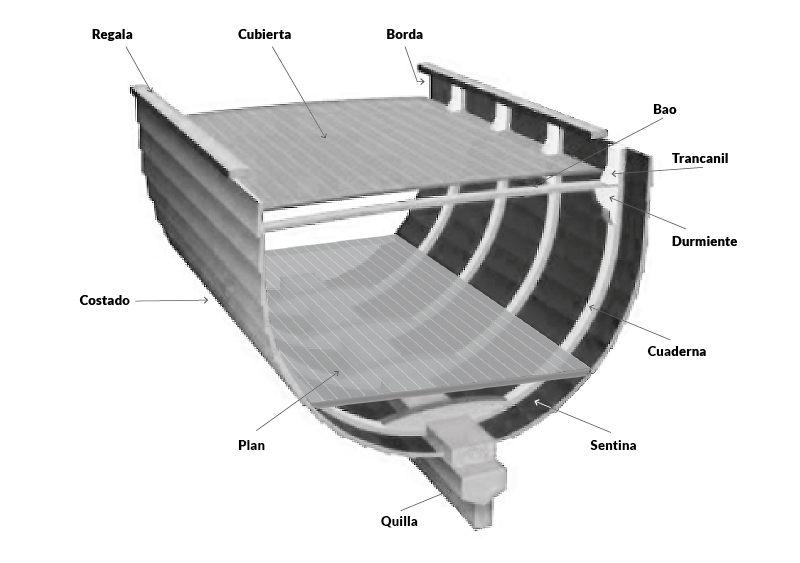 Regala
Cubierta
Borda
Bao
Trancanil
Durmiente
Costado
Cuaderna
Plan
Sentina
Quilla